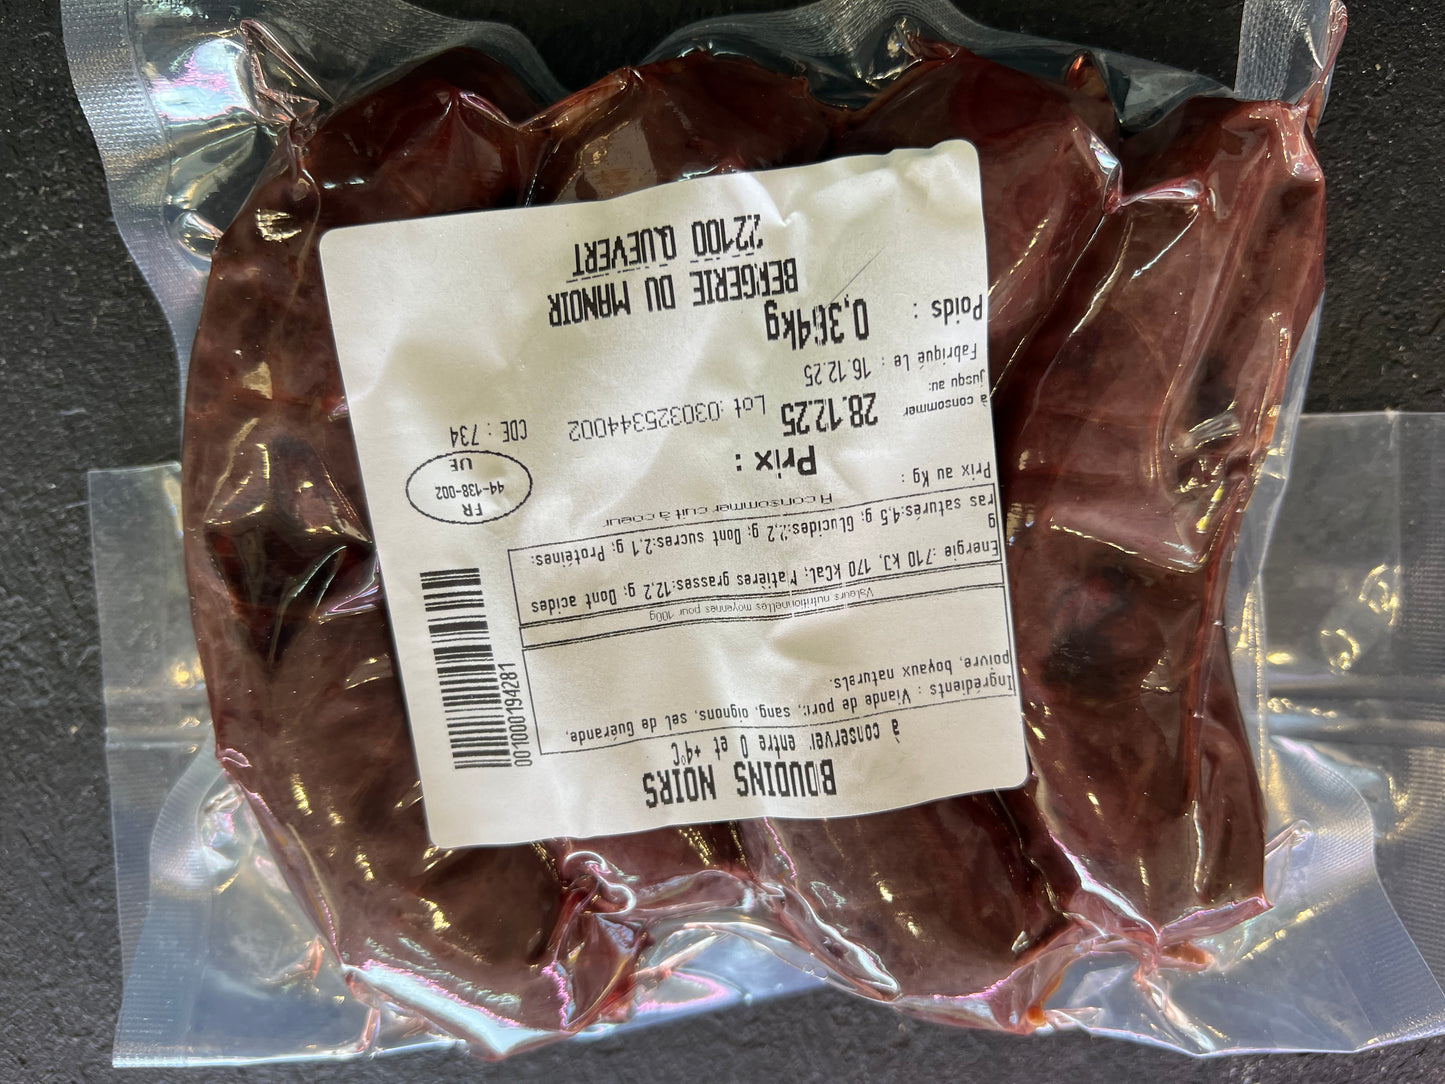 BOUDINS NOIRS
à conserver entre 0 et +4°C
Ingrédients : Viande de porc, sang, oignons, sel de Guérande,
poivre, boyaux naturels.
Valeurs nutritionnelles moyennes pour 100g
Energie :710 kJ, 170 kCal; Matières grasses:12,2 g; Dont acides
gras saturés:4,5 g; Glucides:2,2 g; Dont sucres:2,1 g; Protéines:
g
A consommer cuit à coeur
Prix au Kg :
Prix :
à consommer
jusqu au:
28.12.25
Lot :030325344002
CDE : 734
Fabriqué le : 16.12.25
Poids :
0,364kg
BERGERIE DU MANOIR
22100 QUEVERT
FR
44-138-002
UE
00100194281